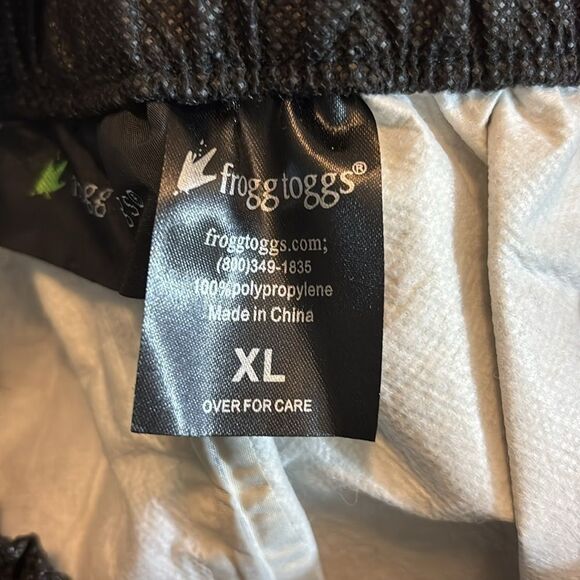 frogg toggs®
froggtoggs.com;
(800)349-1835
100%polypropylene
Made in China
XL
OVER FOR CARE